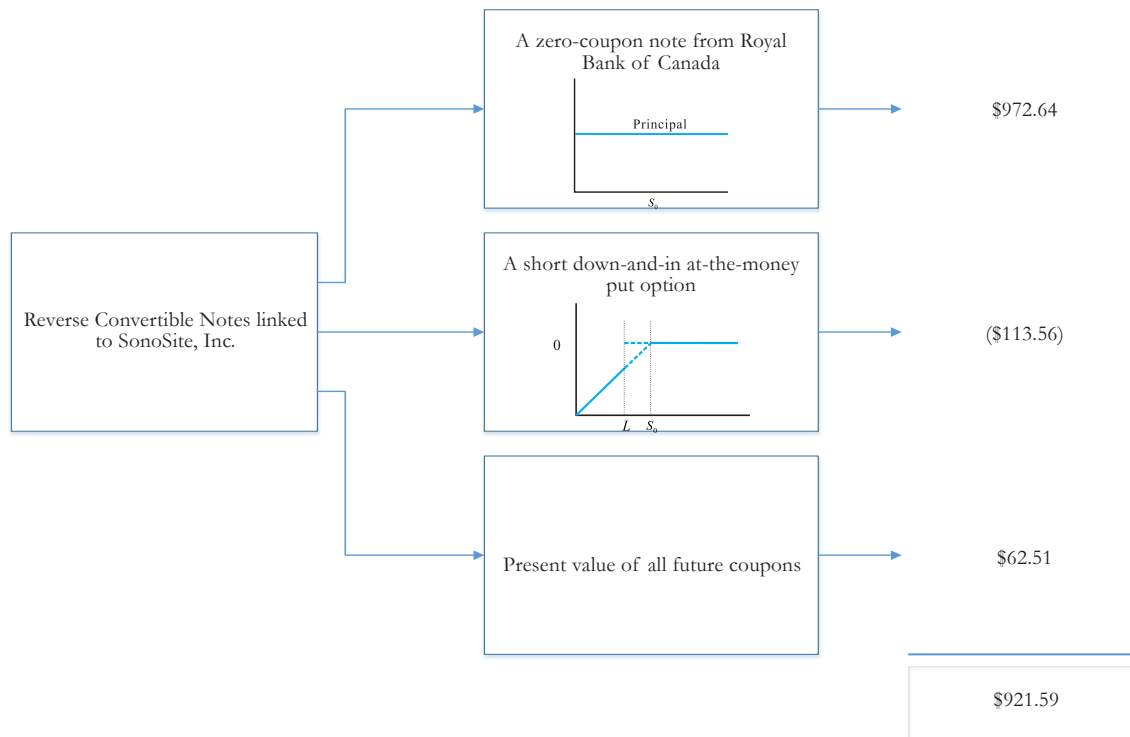 A zero-coupon note from Royal
Bank of Canada
Principal
S₀
$972.64
Reverse Convertible Notes linked
to SonoSite, Inc.
A short down-and-in at-the-money
put option
0
L S₀
($113.56)
Present value of all future coupons
$62.51
$921.59